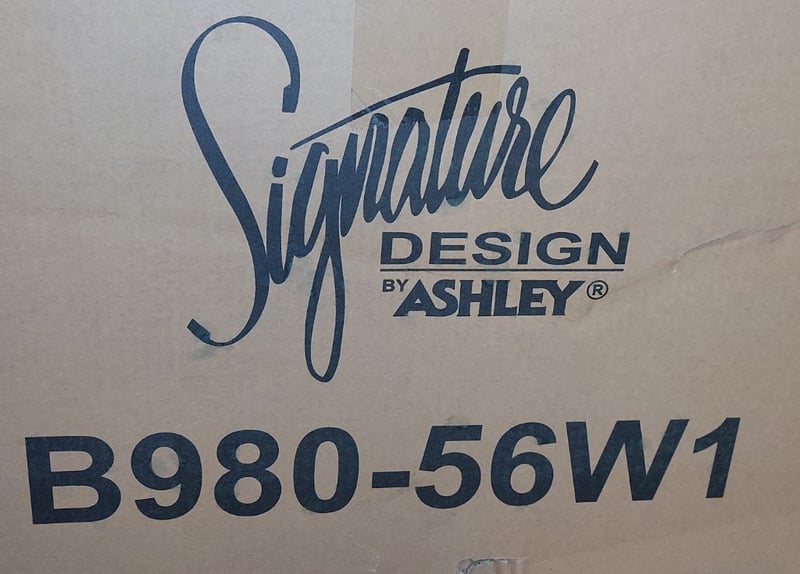 Signature
DESIGN
BY ASHLEY®
B980-56W1